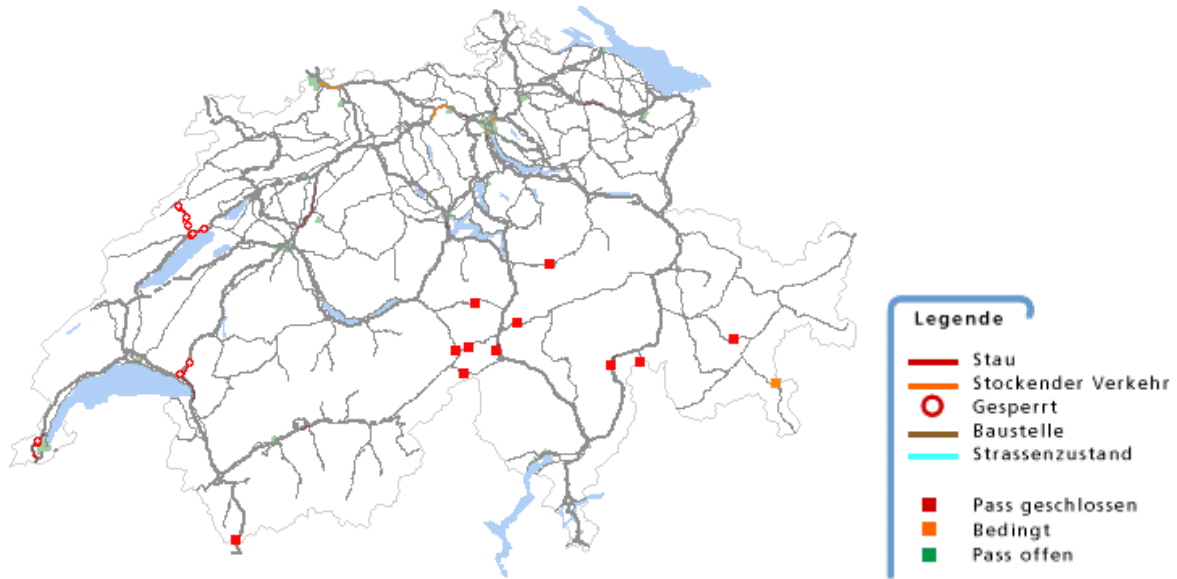 Legende
Stau
Stockender Verkehr
Gesperrt
Baustelle
Strassenzustand
Pass geschlossen
Bedingt
Pass offen